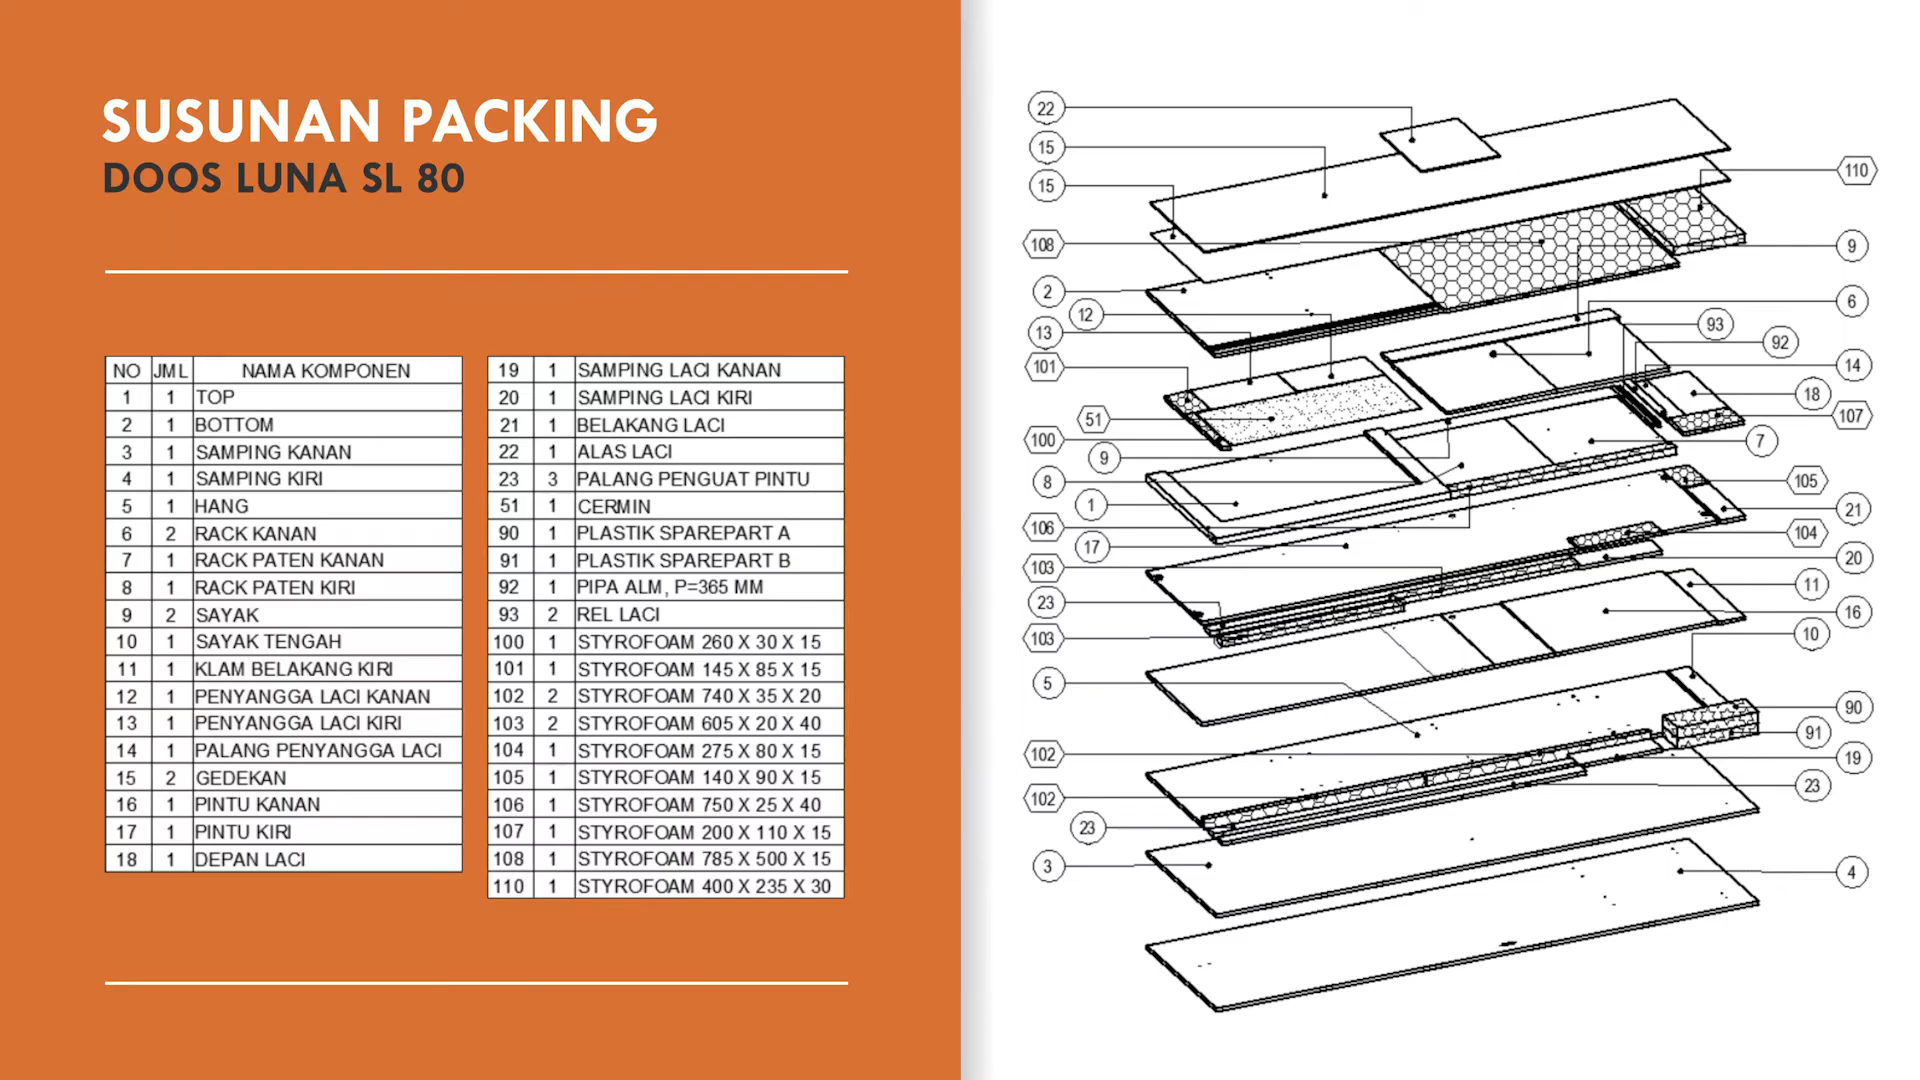 SUSUNAN PACKING
DOOS LUNA SL 80
NO JML NAMA KOMPONEN
1 1 TOP
2 1 BOTTOM
3 1 SAMPING KANAN
4 1 SAMPING KIRI
5 1 HANG
6 2 RACK KANAN
7 1 RACK PATEN KANAN
8 1 RACK PATEN KIRI
9 2 SAYAK
10 1 SAYAK TENGAH
11 1 KLAM BELAKANG KIRI
12 1 PENYANGGA LACI KANAN
13 1 PENYANGGA LACI KIRI
14 1 PALANG PENYANGGA LACI
15 2 GEDEKAN
16 1 PINTU KANAN
17 1 PINTU KIRI
18 1 DEPAN LACI
19 1 SAMPING LACI KANAN
20 1 SAMPING LACI KIRI
21 1 BELAKANG LACI
22 1 ALAS LACI
23 3 PALANG PENGUAT PINTU
51 1 CERMIN
90 1 PLASTIK SPAREPART A
91 1 PLASTIK SPAREPART B
92 1 PIPA ALM, P=365 MM
93 2 REL LACI
100 1 STYROFOAM 260 X 30 X 15
101 1 STYROFOAM 145 X 85 X 15
102 2 STYROFOAM 740 X 35 X 20
103 2 STYROFOAM 605 X 20 X 40
104 1 STYROFOAM 275 X 80 X 15
105 1 STYROFOAM 140 X 90 X 15
106 1 STYROFOAM 750 X 25 X 40
107 1 STYROFOAM 200 X 110 X 15
108 1 STYROFOAM 785 X 500 X 15
110 1 STYROFOAM 400 X 235 X 30
22
15
15
108
2
12
13
101
51
100
9
8
1
106
17
103
23
103
5
102
102
23
3
110
9
6
93
92
14
18
107
7
105
21
104
20
11
16
10
90
91
19
23
4